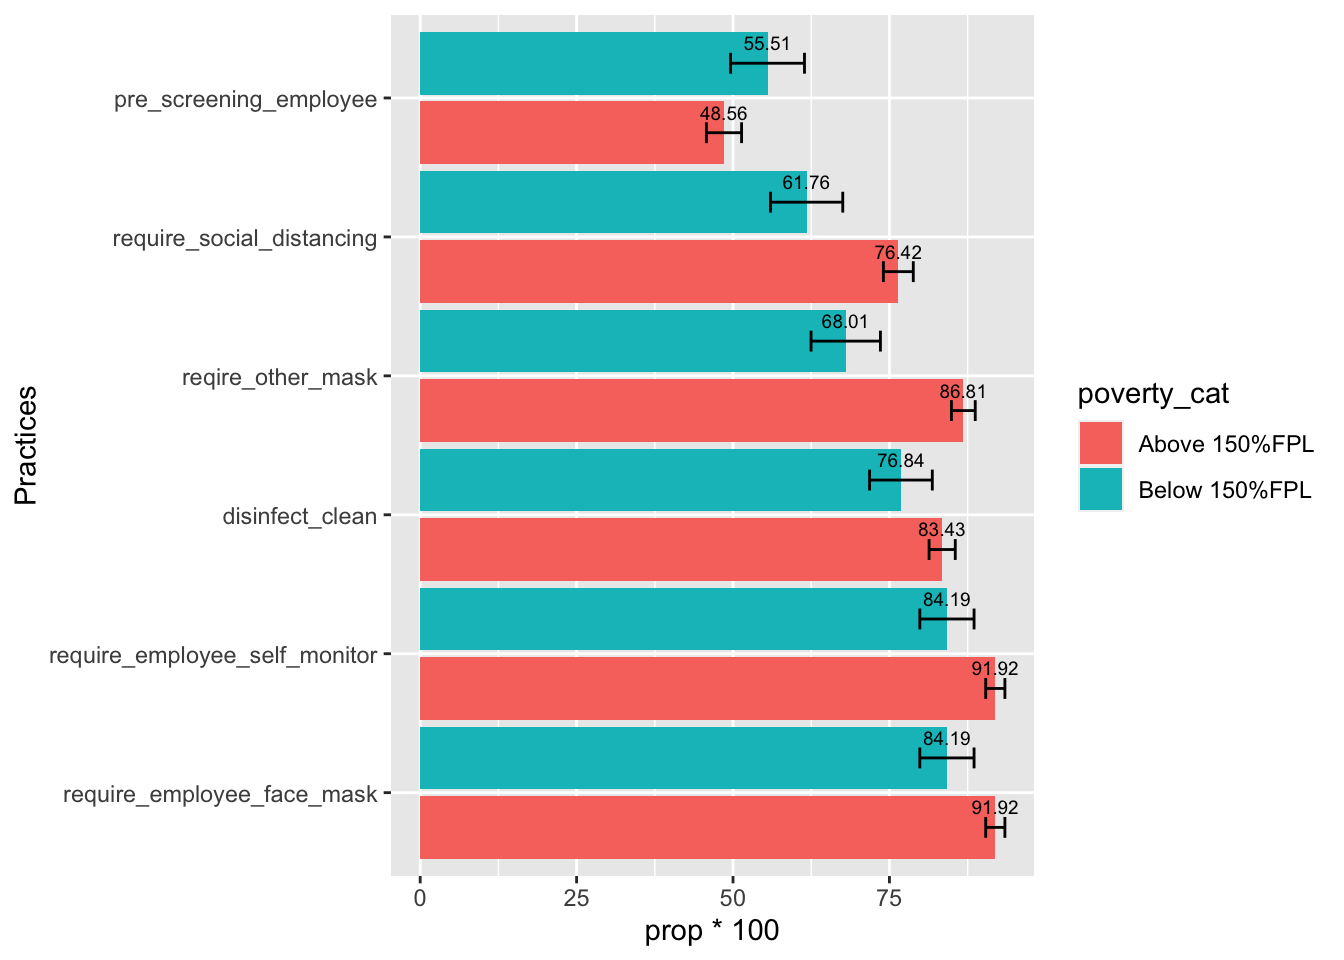 55.51
pre_screening_employee
48.56
61.76
require_social_distancing
76.42
68.01
reqire_other_mask
86.81
76.84
disinfect_clean
83.43
84.19
require_employee_self_monitor
91.92
84.19
require_employee_face_mask
91.92
Practices
0 25 50 75
prop * 100
poverty_cat
Above 150%FPL
Below 150%FPL